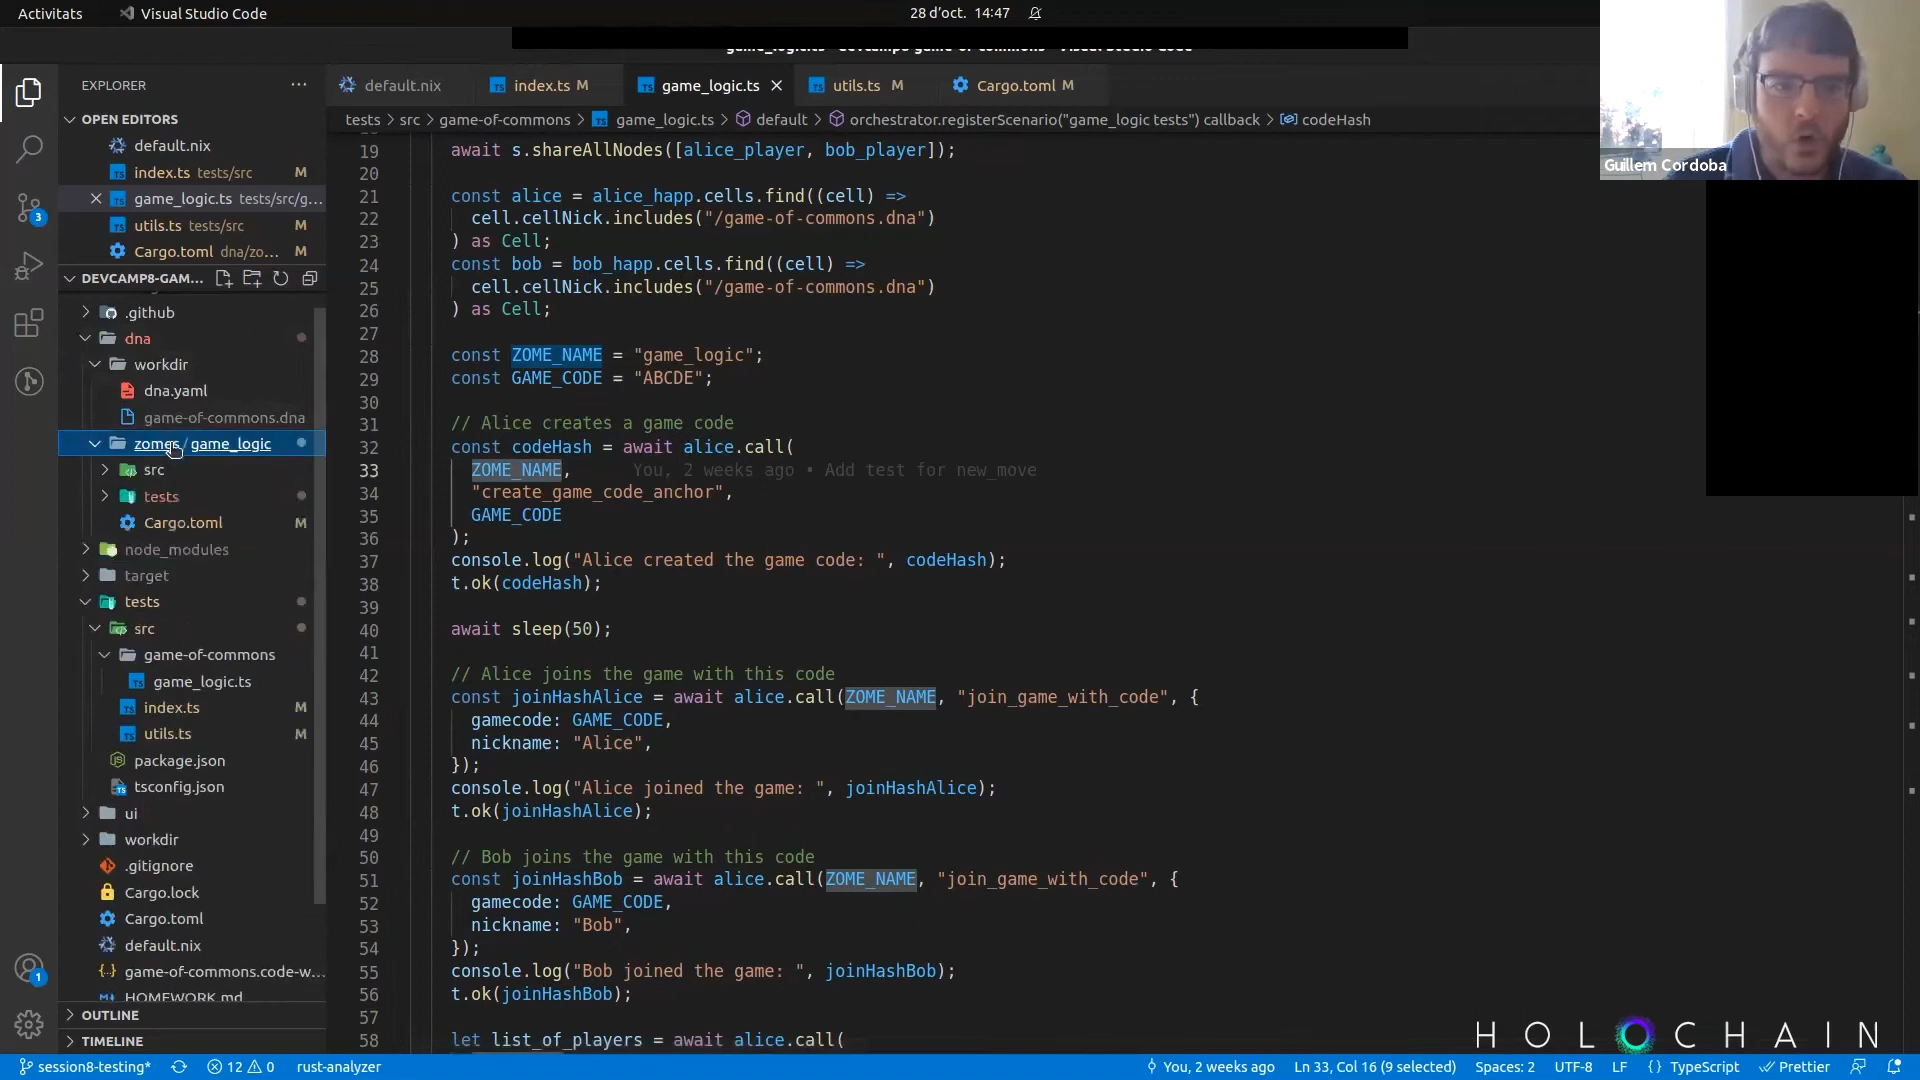 Activitats
Visual Studio Code
28 d'oct. 14:47
Guillem Cordoba
EXPLORER
OPEN EDITORS
default.nix
index.ts tests/src M
game_logic.ts tests/src/g...
utils.ts tests/src M
Cargo.toml dna/zo... M
DEVCAMP8-GAM...
.github
dna
workdir
dna.yaml
game-of-commons.dna
zomes / game_logic
src
tests
Cargo.toml M
node_modules
target
tests
src
game-of-commons
game_logic.ts
index.ts M
utils.ts M
package.json
tsconfig.json
ui
workdir
.gitignore
Cargo.lock
Cargo.toml
default.nix
game-of-commons.code-w...
HOMEWORK.md
OUTLINE
TIMELINE
3
1
default.nix
index.ts M
game_logic.ts
utils.ts M
Cargo.toml M
tests > src > game-of-commons > game_logic.ts > default > orchestrator.registerScenario("game_logic tests") callback > codeHash
19 await s.shareAllNodes([alice_player, bob_player]);
20
21 const alice = alice_happ.cells.find((cell) =>
22 cell.cellNick.includes("/game-of-commons.dna")
23 ) as Cell;
24 const bob = bob_happ.cells.find((cell) =>
25 cell.cellNick.includes("/game-of-commons.dna")
26 ) as Cell;
27
28 const ZOME_NAME = "game_logic";
29 const GAME_CODE = "ABCDE";
30
31 // Alice creates a game code
32 const codeHash = await alice.call(
33 ZOME_NAME, You, 2 weeks ago • Add test for new_move
34 "create_game_code_anchor",
35 GAME_CODE
36 );
37 console.log("Alice created the game code: ", codeHash);
38 t.ok(codeHash);
39
40 await sleep(50);
41
42 // Alice joins the game with this code
43 const joinHashAlice = await alice.call(ZOME_NAME, "join_game_with_code", {
44 gamecode: GAME_CODE,
45 nickname: "Alice",
46 });
47 console.log("Alice joined the game: ", joinHashAlice);
48 t.ok(joinHashAlice);
49
50 // Bob joins the game with this code
51 const joinHashBob = await alice.call(ZOME_NAME, "join_game_with_code", {
52 gamecode: GAME_CODE,
53 nickname: "Bob",
54 });
55 console.log("Bob joined the game: ", joinHashBob);
56 t.ok(joinHashBob);
57
58 let list_of_players = await alice.call(
HOLOCHAIN
session8-testing*
12 0
rust-analyzer
You, 2 weeks ago
Ln 33, Col 16 (9 selected)
Spaces: 2
UTF-8
LF
{} TypeScript
Prettier